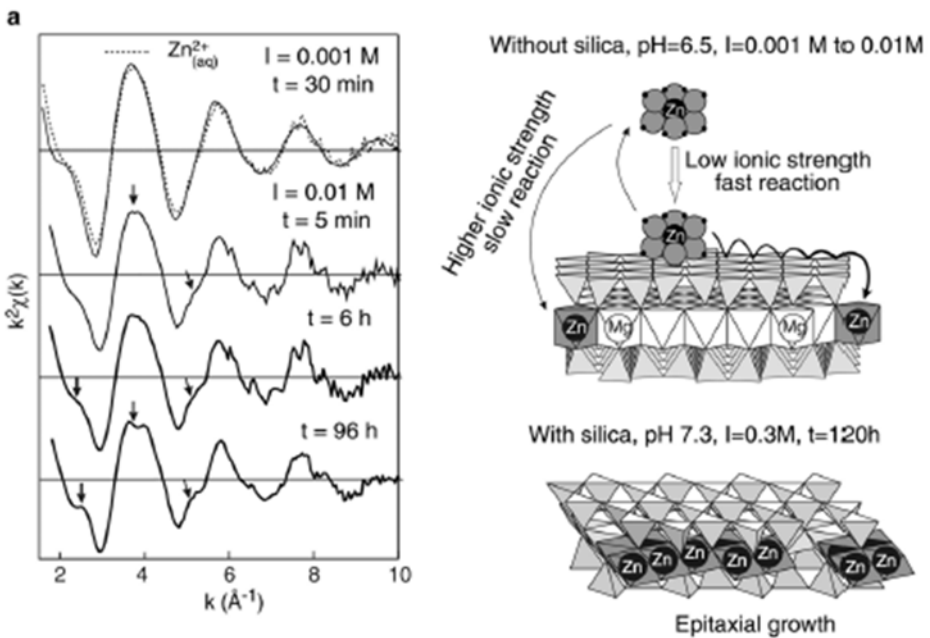 a
Zn2+(aq)
I = 0.001 M
t = 30 min
I = 0.01 M
t = 5 min
t = 6 h
t = 96 h
k²χ(k)
2 4 6 8 10
k (Å-1)
Without silica, pH=6.5, I=0.001 M to 0.01M
Zn
Higher ionic strength
slow reaction
Low ionic strength
fast reaction
Zn
Zn Mg Mg Zn
With silica, pH 7.3, I=0.3M, t=120h
Zn Zn Zn Zn Zn Zn Zn
Epitaxial growth